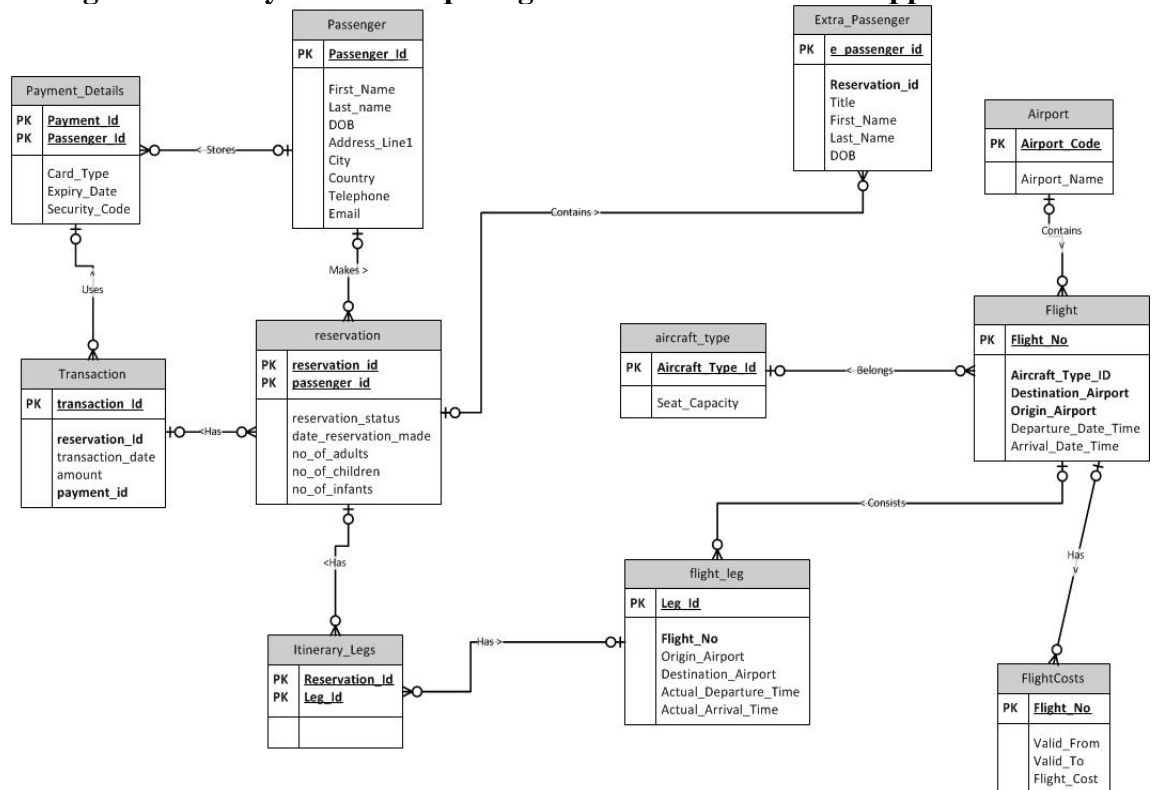 Passenger
PK Passenger_Id
First_Name
Last_name
DOB
Address_Line1
City
Country
Telephone
Email
Extra_Passenger
PK e_passenger_id
Reservation_id
Title
First_Name
Last_Name
DOB
Payment_Details
PK Payment_Id
PK Passenger_Id
Card_Type
Expiry_Date
Security_Code
< Stores
Airport
PK Airport_Code
Airport_Name
Contains >
Contains >
Makes >
< Uses
reservation
PK reservation_id
PK passenger_id
reservation_status
date_reservation_made
no_of_adults
no_of_children
no_of_infants
aircraft_type
PK Aircraft_Type_Id
Seat_Capacity
< Belongs
Flight
PK Flight_No
Aircraft_Type_ID
Destination_Airport
Origin_Airport
Departure_Date_Time
Arrival_Date_Time
Transaction
PK transaction_Id
reservation_Id
transaction_date
amount
payment_id
<Has
< Consists
<Has
Has >
flight_leg
PK Leg_Id
Flight_No
Origin_Airport
Destination_Airport
Actual_Departure_Time
Actual_Arrival_Time
Itinerary_Legs
PK Reservation_Id
PK Leg_Id
Has >
FlightCosts
PK Flight_No
Valid_From
Valid_To
Flight_Cost